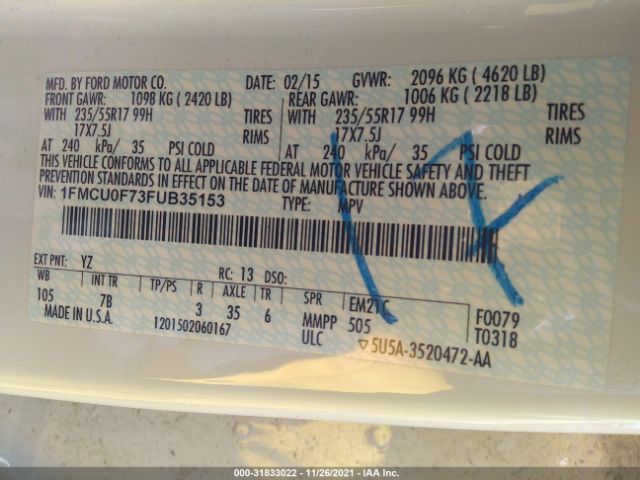 MFD. BY FORD MOTOR CO. DATE: 02/15 GVWR: 2096 KG ( 4620 LB)
FRONT GAWR: 1098 KG ( 2420 LB) REAR GAWR: 1006 KG ( 2218 LB)
WITH 235/55R17 99H TIRES WITH 235/55R17 99H TIRES
17X7.5J RIMS 17X7.5J RIMS
AT 240 kPa/ 35 PSI COLD AT 240 kPa/ 35 PSI COLD
THIS VEHICLE CONFORMS TO ALL APPLICABLE FEDERAL MOTOR VEHICLE SAFETY AND THEFT
PREVENTION STANDARDS IN EFFECT ON THE DATE OF MANUFACTURE SHOWN ABOVE.
VIN: 1FMCU0F73FUB35153 TYPE: MPV
EXT PNT: YZ RC: 13 DSO:
WB INT TR TP/PS R AXLE TR SPR EM21C F0079
105 7B 3 35 6 MMPP 505 T0318
MADE IN U.S.A. 1201502060167 ULC ▽5U5A-3520472-AA
000-31833022 - 11/26/2021 - IAA Inc.